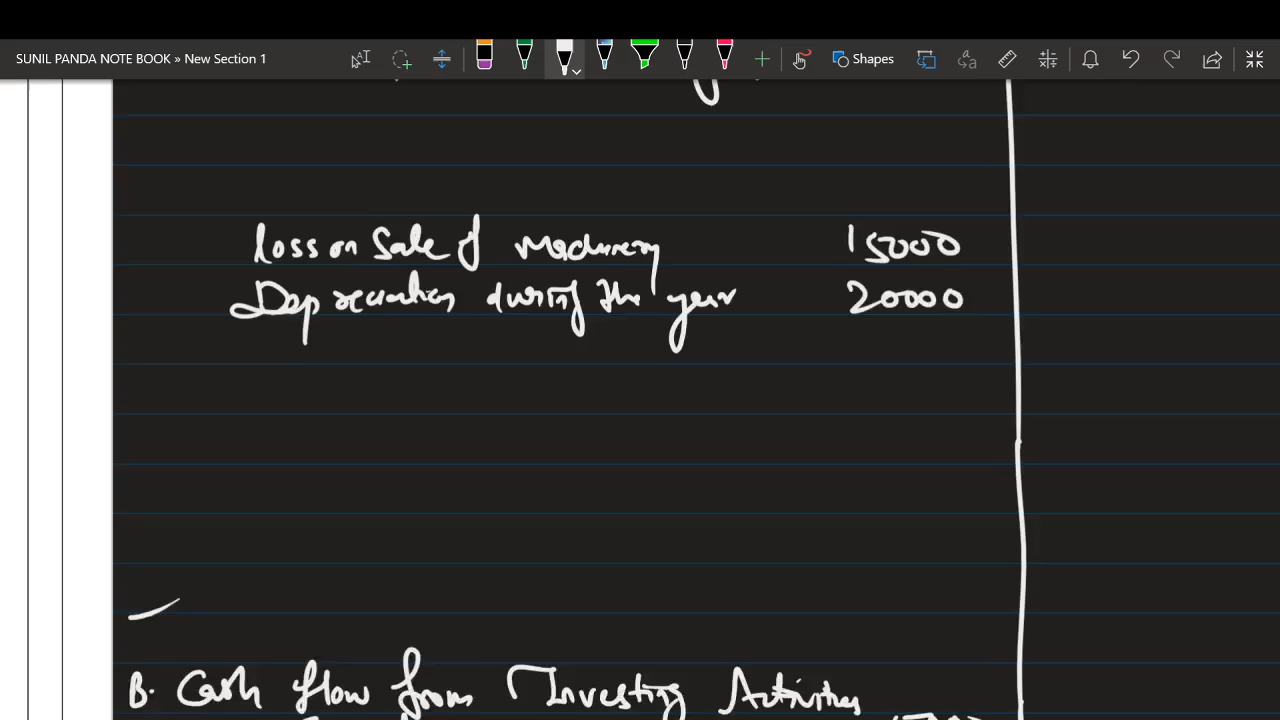 SUNIL PANDA NOTE BOOK » New Section 1
Shapes
Loss on Sale of Machinery 15000
Depreciation during the year 20000
B. Cash flow from Investing Activities